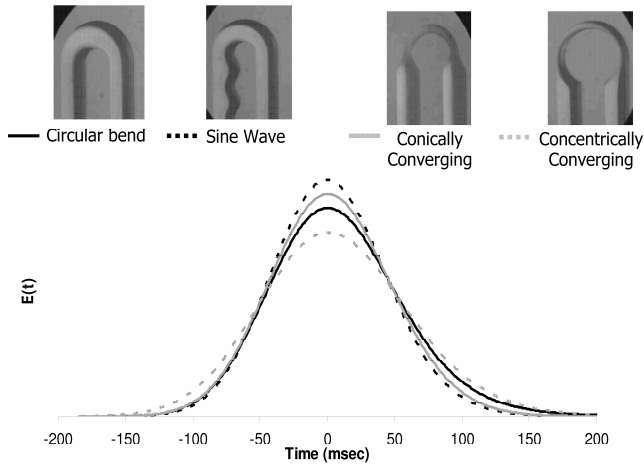 Circular bend
Sine Wave
Conically
Converging
Concentrically
Converging
E(t)
-200 -150 -100 -50 0 50 100 150 200
Time (msec)